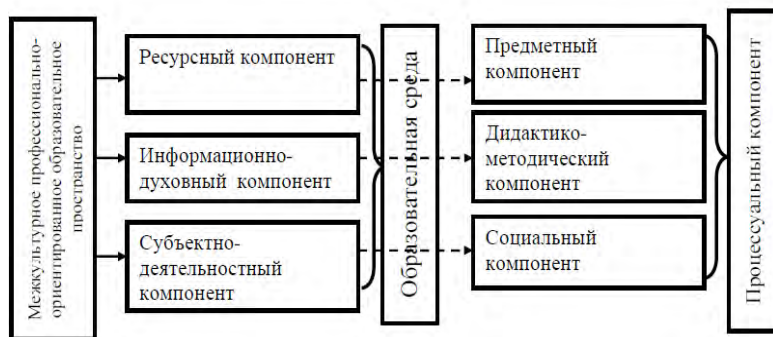 Межкультурное профессионально-
ориентированное образовательное
пространство
Ресурсный компонент
Информационно-
духовный компонент
Субъектно-
деятельностный
компонент
Образовательная среда
Предметный
компонент
Дидактико-
методический
компонент
Социальный
компонент
Процессуальный компонент